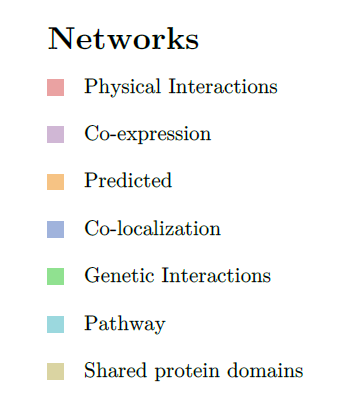 Networks
Physical Interactions
Co-expression
Predicted
Co-localization
Genetic Interactions
Pathway
Shared protein domains